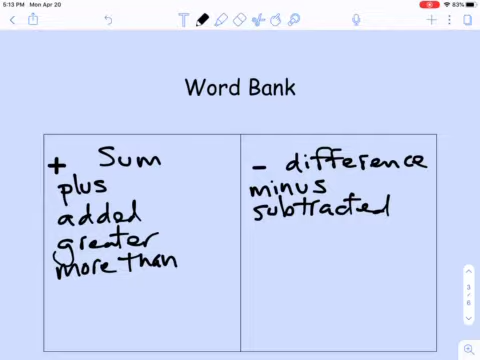 5:13 PM Mon Apr 20
83%
Word Bank
+ Sum
plus
added
greater
more than
- difference
minus
subtracted
3
/
6